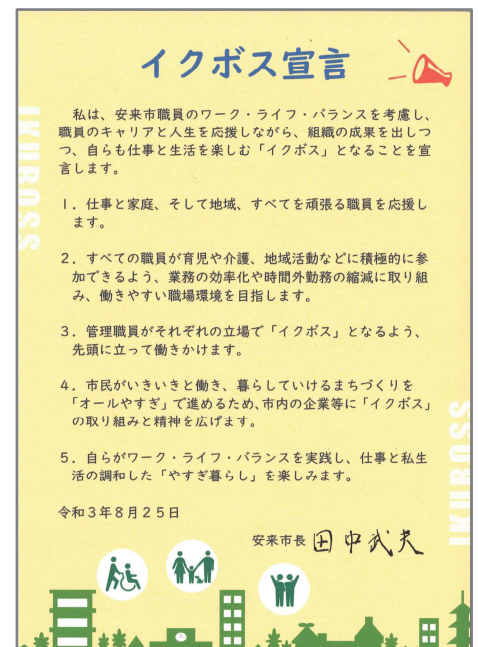 イクボス宣言
IKUBOSS
私は、安来市職員のワーク・ライフ・バランスを考慮し、
職員のキャリアと人生を応援しながら、組織の成果を出しつ
つ、自らも仕事と生活を楽しむ「イクボス」となることを宣
言します。
1.仕事と家庭、そして地域、すべてを頑張る職員を応援し
ます。
2.すべての職員が育児や介護、地域活動などに積極的に参
加できるよう、業務の効率化や時間外勤務の縮減に取り組
み、働きやすい職場環境を目指します。
3.管理職員がそれぞれの立場で「イクボス」となるよう、
先頭に立って働きかけます。
4.市民がいきいきと働き、暮らしていけるまちづくりを
「オールやすぎ」で進めるため、市内の企業等に「イクボス」
の取り組みと精神を広げます。
5.自らがワーク・ライフ・バランスを実践し、仕事と私生
活の調和した「やすぎ暮らし」を楽しみます。
IKUBOSS
令和3年8月25日
安来市長 田中武夫